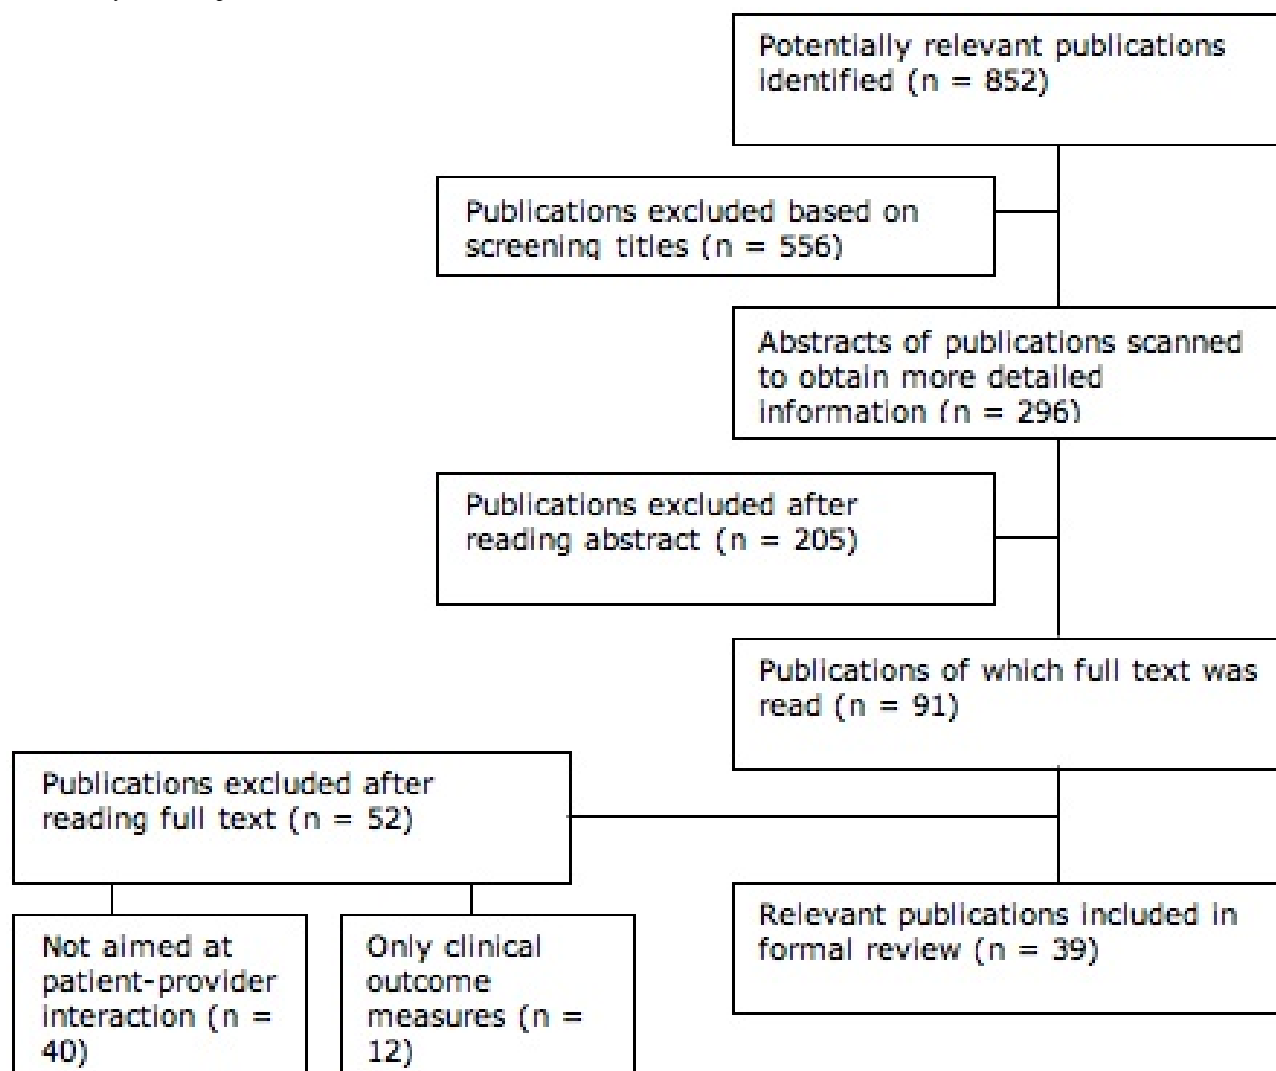 Potentially relevant publications
identified (n = 852)
Publications excluded based on
screening titles (n = 556)
Abstracts of publications scanned
to obtain more detailed
information (n = 296)
Publications excluded after
reading abstract (n = 205)
Publications of which full text was
read (n = 91)
Publications excluded after
reading full text (n = 52)
Not aimed at
patient-provider
interaction (n =
40)
Only clinical
outcome
measures (n =
12)
Relevant publications included in
formal review (n = 39)